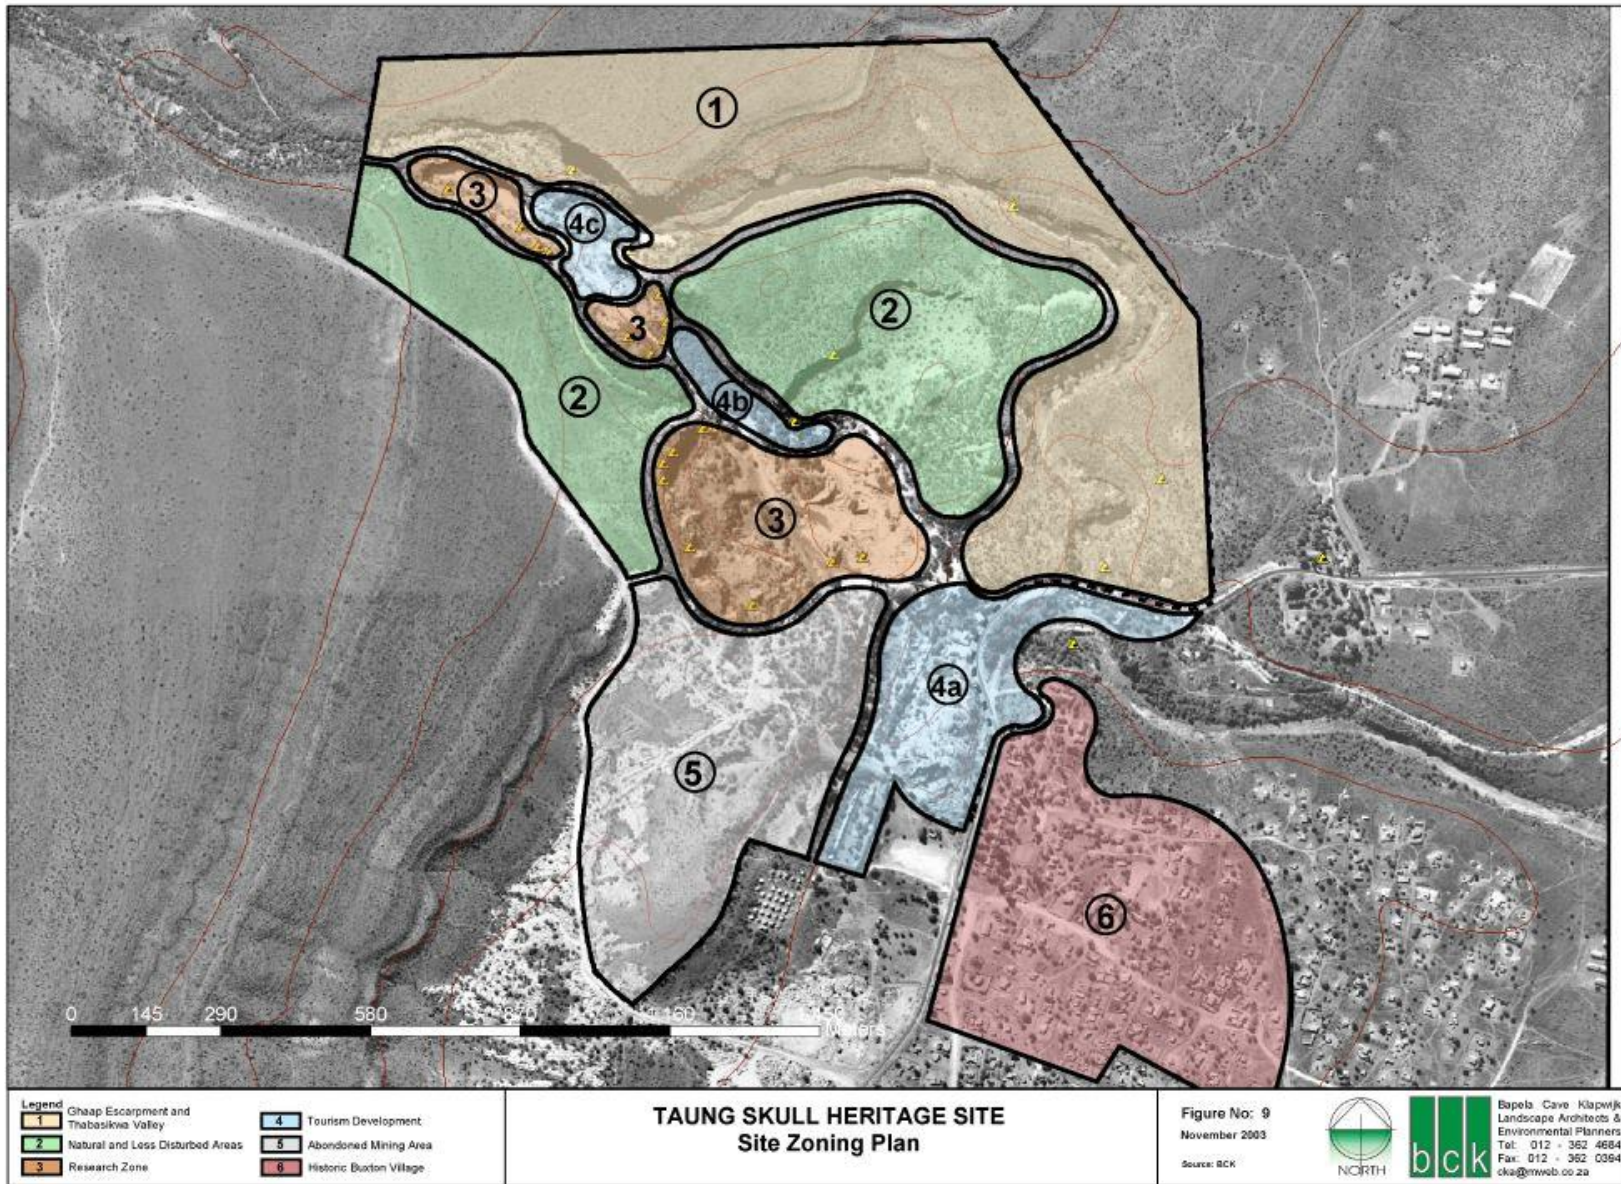 1
3
4c
2
3
2
4b
3
4a
5
6
0 145 290 580 870 1,160 1,450
Meters
Legend
1 Ghaap Escarpment and
Thabasikwa Valley
2 Natural and Less Disturbed Areas
3 Research Zone
4 Tourism Development
5 Abondoned Mining Area
6 Historic Buxton Village
TAUNG SKULL HERITAGE SITE
Site Zoning Plan
Figure No: 9
November 2003
Source: BCK
NORTH
bck
Bapela Cave Klapwijk
Landscape Architects &
Environmental Planners
Tel: 012 - 362 4684
Fax: 012 - 362 0394
cka@mweb.co.za